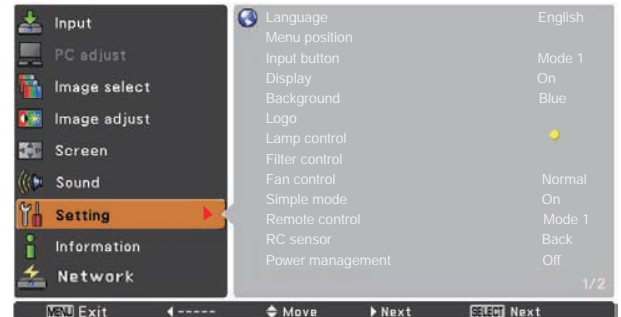 Input
PC adjust
Image select
Image adjust
Screen
Sound
Setting
Information
Network
Language English
Menu position
Input button Mode 1
Display On
Background Blue
Logo
Lamp control
Filter control
Fan control Normal
Simple mode On
Remote control Mode 1
RC sensor Back
Power management Off
1/2
MENU Exit ----- Move Next SELECT Next